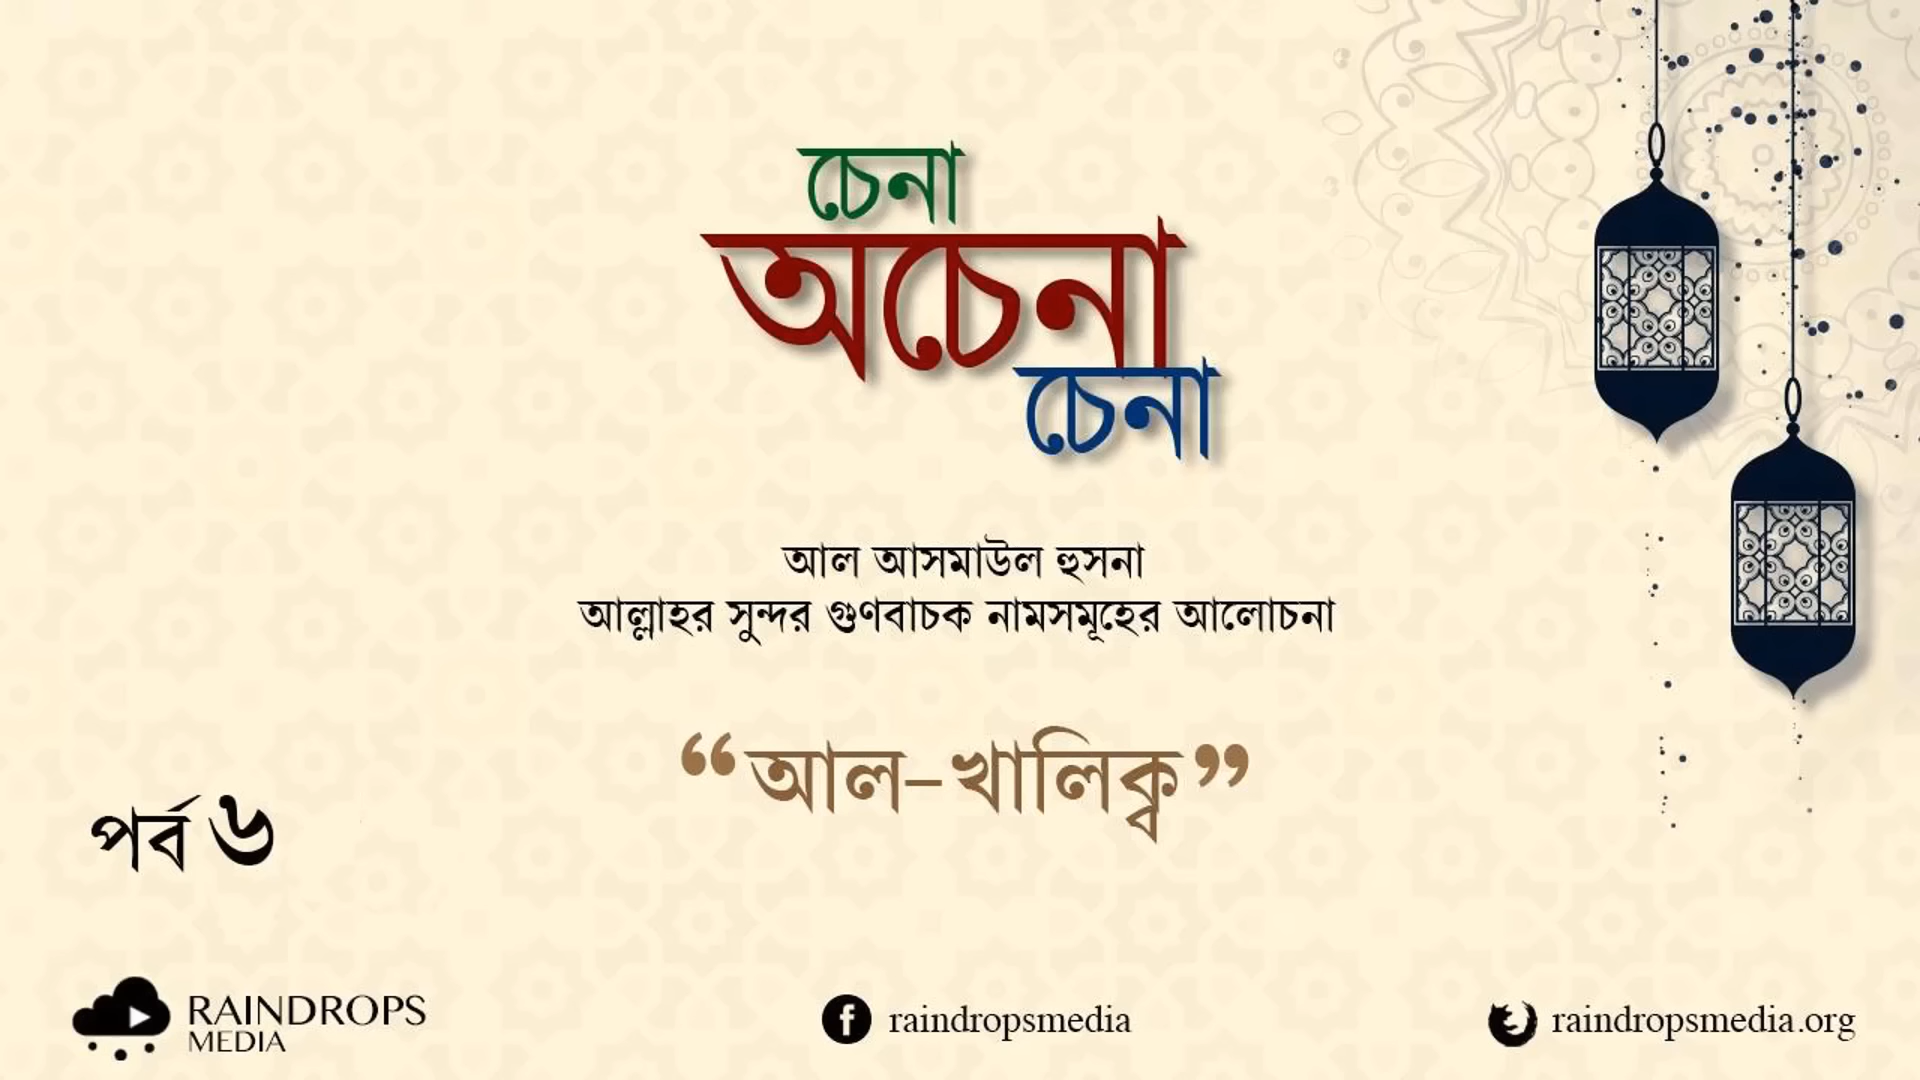 চেনা
অচেনা
চেনা
আল আসমাউল হুসনা
আল্লাহর সুন্দর গুণবাচক নামসমূহের আলোচনা
“আল-খালিক্ব”
পর্ব ৬
RAINDROPS
MEDIA
raindropsmedia
raindropsmedia.org